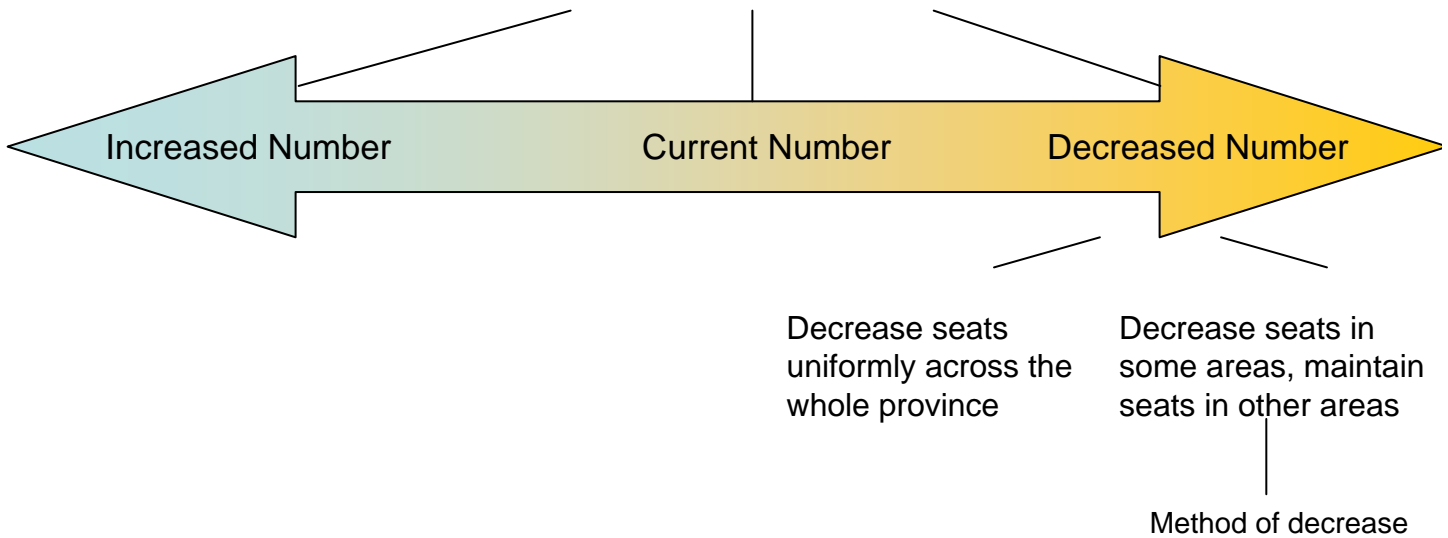 Increased Number
Current Number
Decreased Number
Decrease seats
uniformly across the
whole province
Decrease seats in
some areas, maintain
seats in other areas
Method of decrease